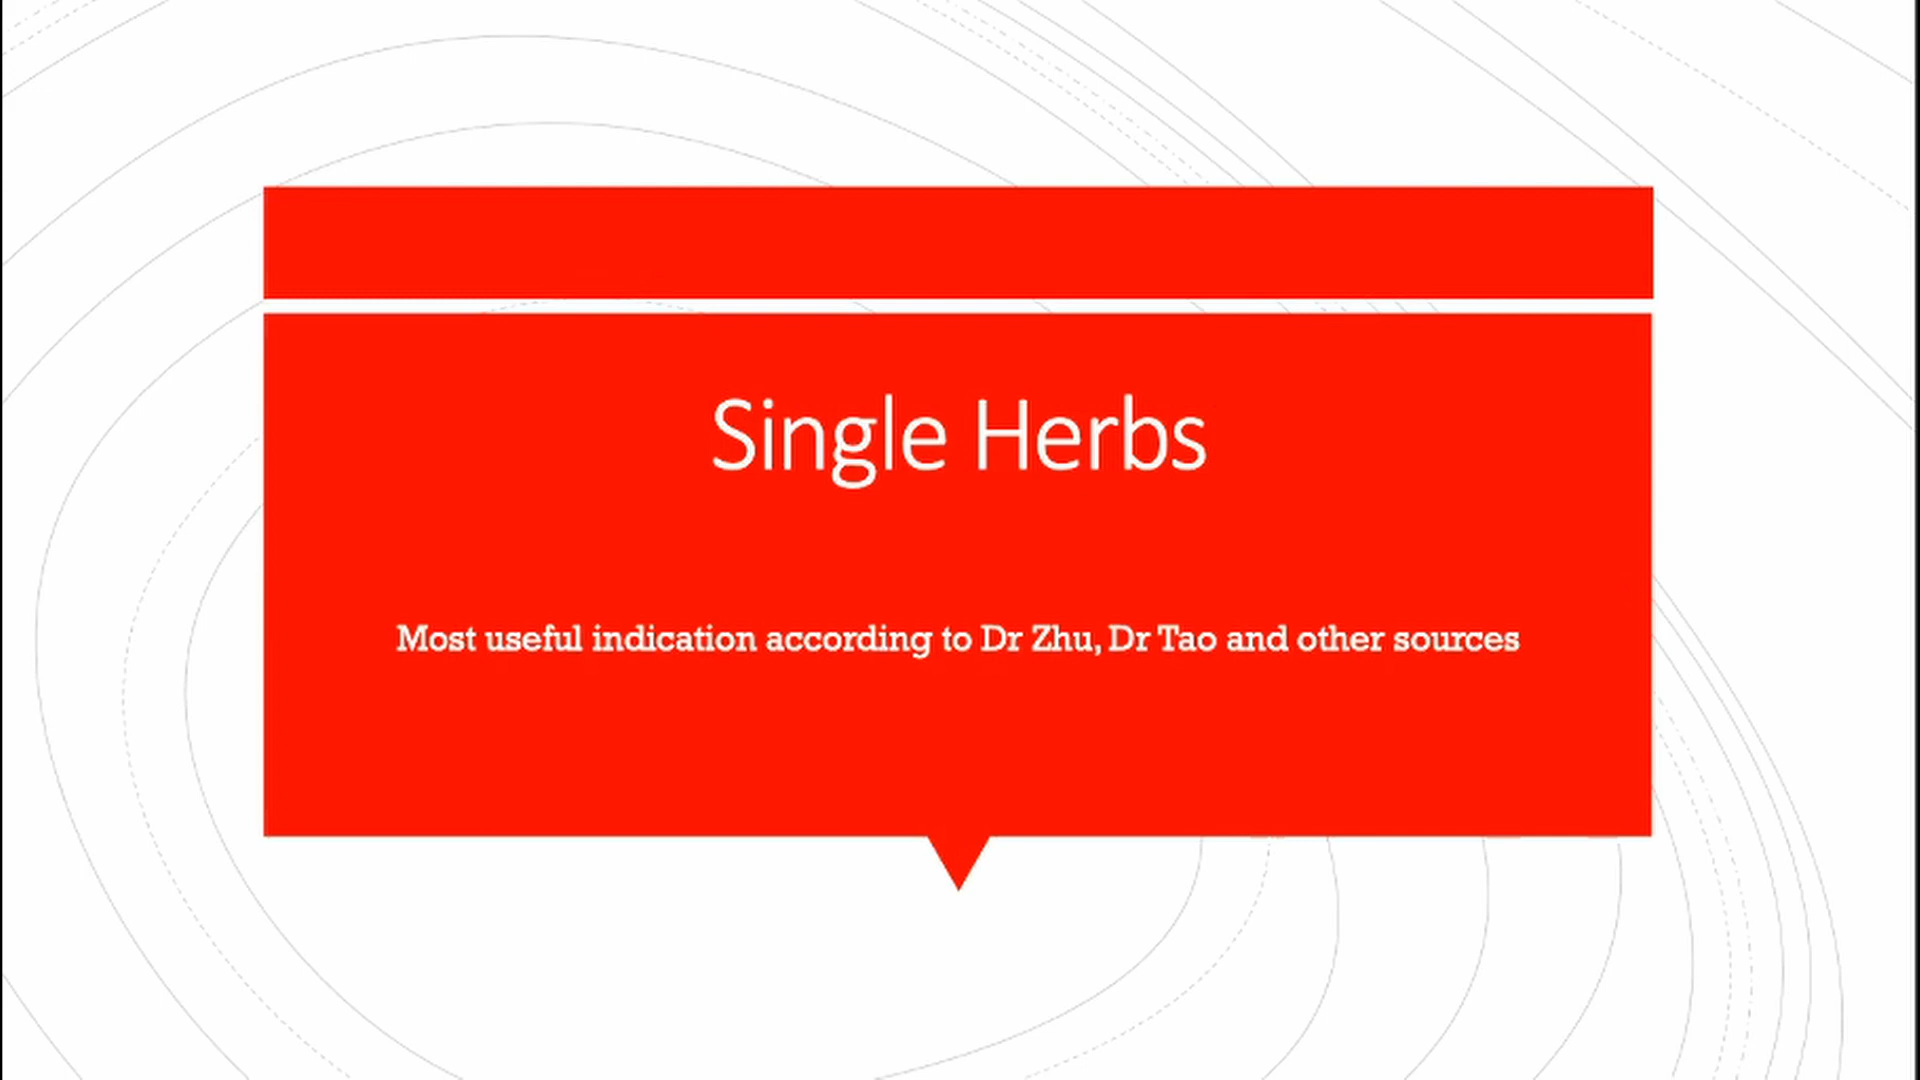 Single Herbs
Most useful indication according to Dr Zhu, Dr Tao and other sources